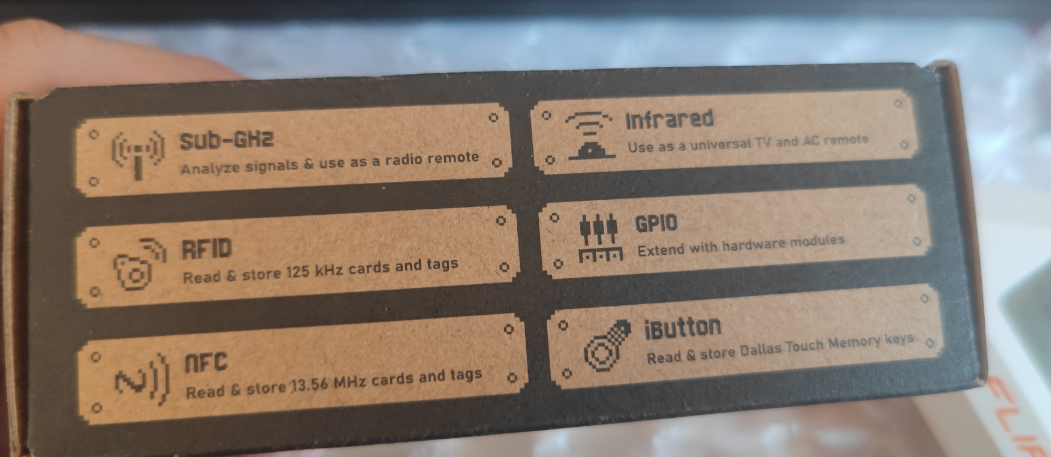 Sub-GHz
Analyze signals & use as a radio remote
Infrared
Use as a universal TV and AC remote
RFID
Read & store 125 kHz cards and tags
GPIO
Extend with hardware modules
NFC
Read & store 13.56 MHz cards and tags
iButton
Read & store Dallas Touch Memory keys